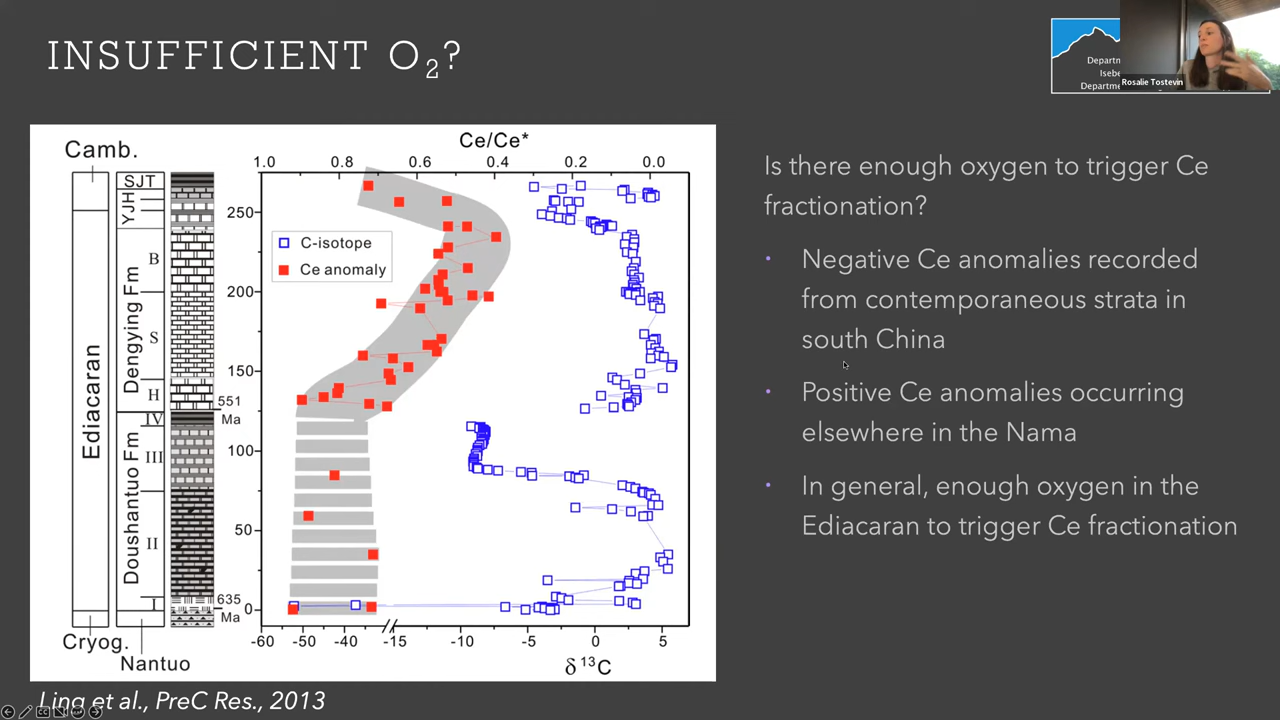 INSUFFICIENT O2?
Departm
Iseb
Departm
Rosalie Tostevin
Camb.
SJT
YJH
B
S
H
IV
III
II
I
Ediacaran
Dengying Fm
Doushantuo Fm
Cryog.
Nantuo
551
Ma
635
Ma
Ce/Ce*
1.0 0.8 0.6 0.4 0.2 0.0
250
200
150
100
50
0
C-isotope
Ce anomaly
-60 -50 -40 -15 -10 -5 0 5
δ 13C
Ling et al., PreC Res., 2013
Is there enough oxygen to trigger Ce
fractionation?
• Negative Ce anomalies recorded
from contemporaneous strata in
south China
• Positive Ce anomalies occurring
elsewhere in the Nama
• In general, enough oxygen in the
Ediacaran to trigger Ce fractionation